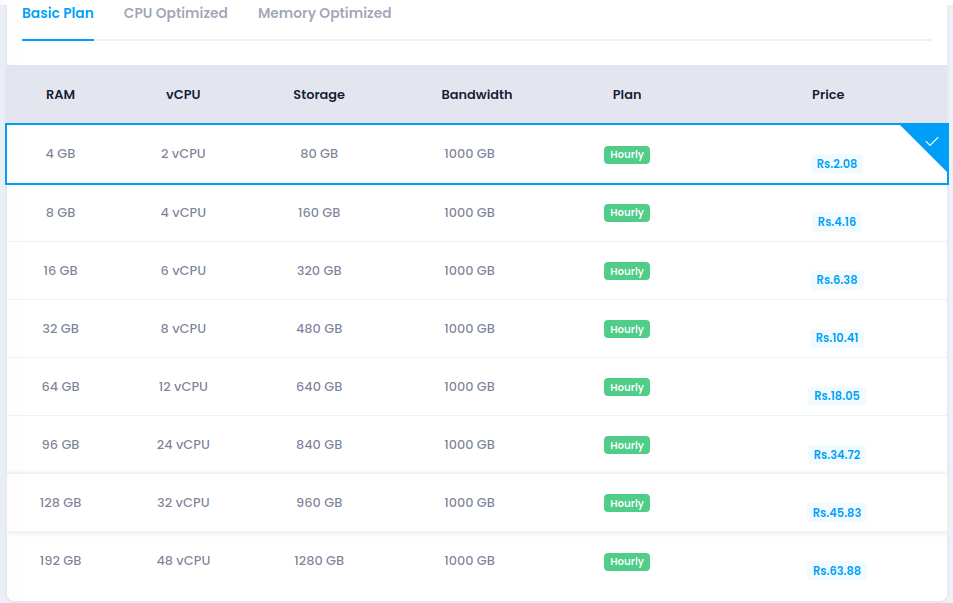 Basic Plan CPU Optimized Memory Optimized
RAM vCPU Storage Bandwidth Plan Price
4 GB 2 vCPU 80 GB 1000 GB Hourly Rs.2.08
8 GB 4 vCPU 160 GB 1000 GB Hourly Rs.4.16
16 GB 6 vCPU 320 GB 1000 GB Hourly Rs.6.38
32 GB 8 vCPU 480 GB 1000 GB Hourly Rs.10.41
64 GB 12 vCPU 640 GB 1000 GB Hourly Rs.18.05
96 GB 24 vCPU 840 GB 1000 GB Hourly Rs.34.72
128 GB 32 vCPU 960 GB 1000 GB Hourly Rs.45.83
192 GB 48 vCPU 1280 GB 1000 GB Hourly Rs.63.88